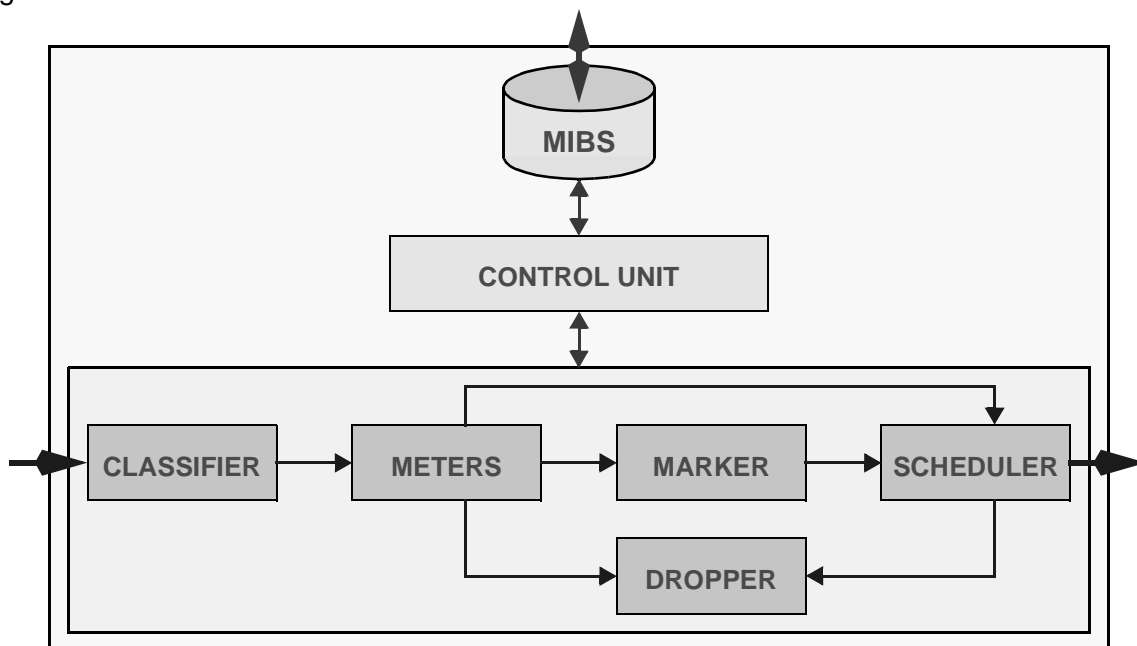 MIBS
CONTROL UNIT
CLASSIFIER
METERS
MARKER
SCHEDULER
DROPPER